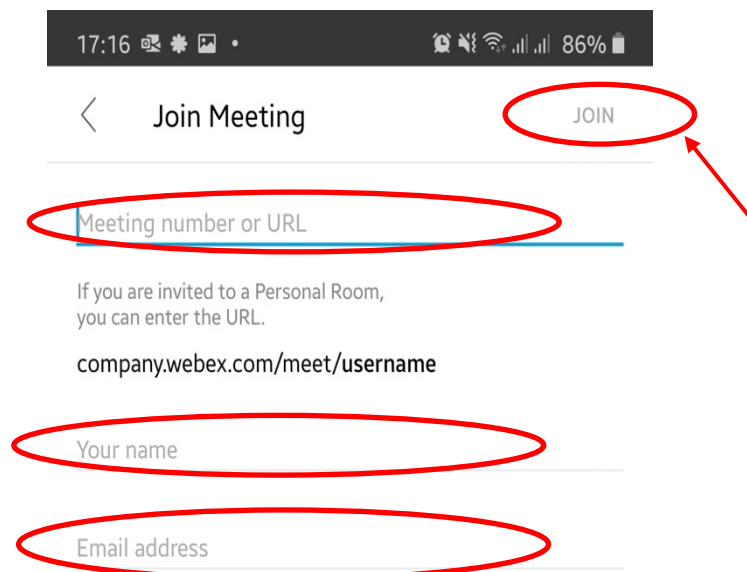 17:16 86%
Join Meeting JOIN
Meeting number or URL
If you are invited to a Personal Room,
you can enter the URL.
company.webex.com/meet/username
Your name
Email address